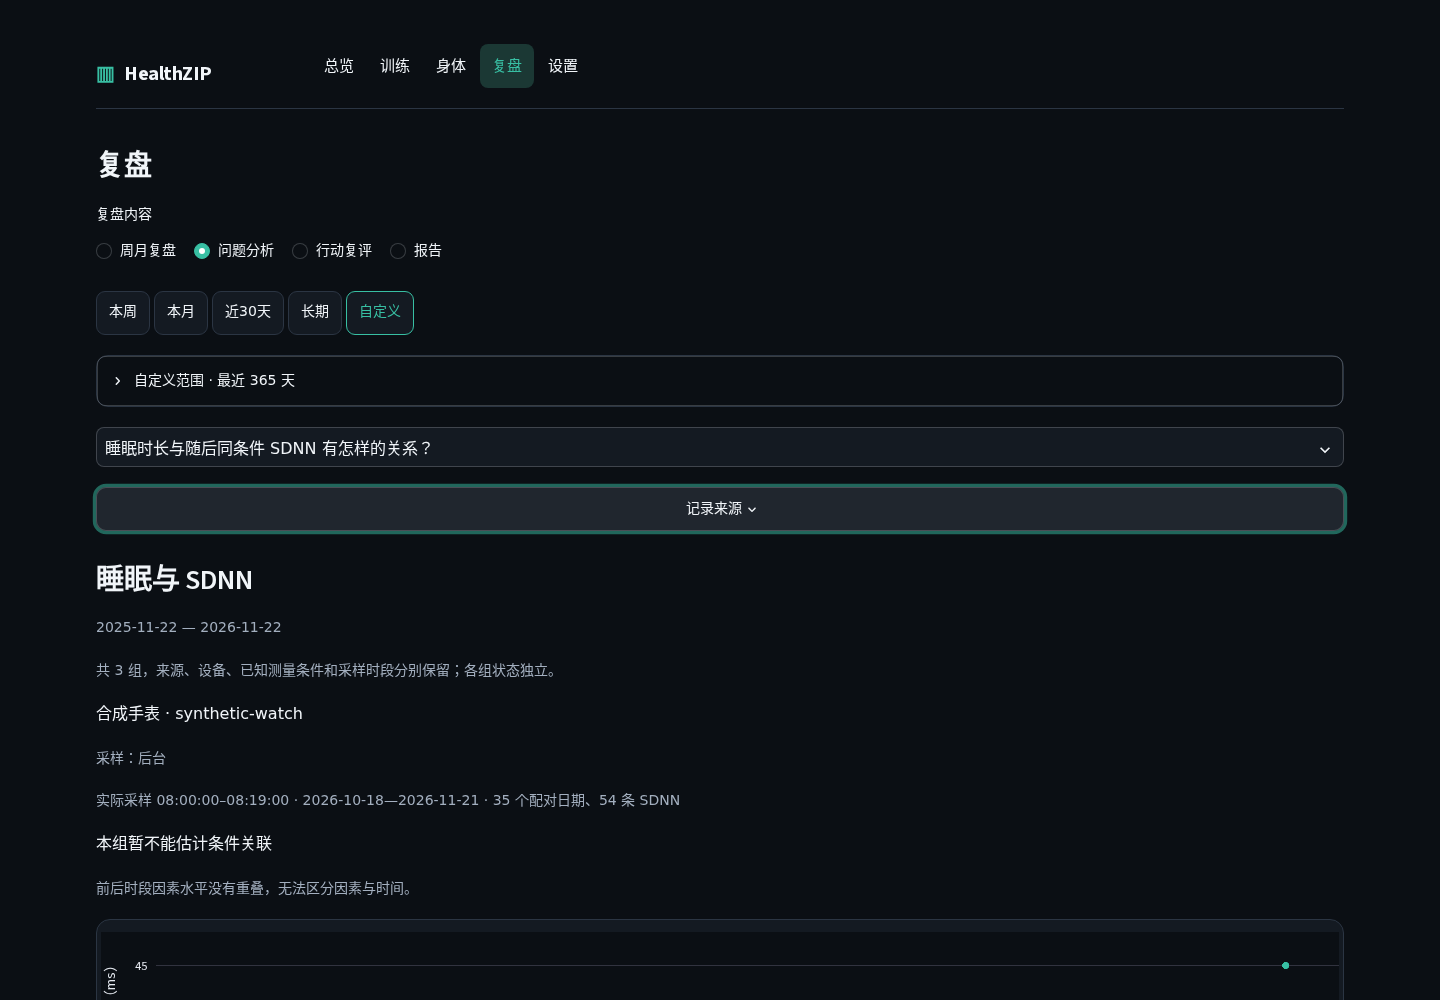 HealthZIP
总览 训练 身体 复盘 设置
复盘
复盘内容
周月复盘 问题分析 行动复评 报告
本周 本月 近30天 长期 自定义
自定义范围 · 最近 365 天
睡眠时长与随后同条件 SDNN 有怎样的关系？
记录来源
睡眠与 SDNN
2025-11-22 — 2026-11-22
共 3 组，来源、设备、已知测量条件和采样时段分别保留；各组状态独立。
合成手表 · synthetic-watch
采样：后台
实际采样 08:00:00–08:19:00 · 2026-10-18—2026-11-21 · 35 个配对日期、54 条 SDNN
本组暂不能估计条件关联
前后时段因素水平没有重叠，无法区分因素与时间。
45
(ms)